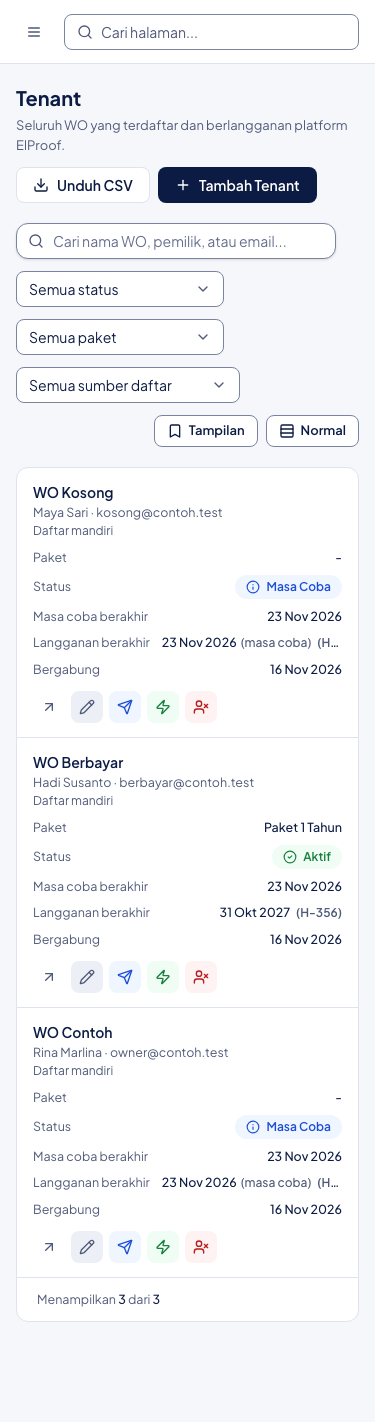 Cari halaman...
Tenant
Seluruh WO yang terdaftar dan berlangganan platform
ElProof.
Unduh CSV
Tambah Tenant
Cari nama WO, pemilik, atau email...
Semua status
Semua paket
Semua sumber daftar
Tampilan
Normal
WO Kosong
Maya Sari · kosong@contoh.test
Daftar mandiri
Paket -
Status Masa Coba
Masa coba berakhir 23 Nov 2026
Langganan berakhir 23 Nov 2026 (masa coba) (H...
Bergabung 16 Nov 2026
WO Berbayar
Hadi Susanto · berbayar@contoh.test
Daftar mandiri
Paket Paket 1 Tahun
Status Aktif
Masa coba berakhir 23 Nov 2026
Langganan berakhir 31 Okt 2027 (H-356)
Bergabung 16 Nov 2026
WO Contoh
Rina Marlina · owner@contoh.test
Daftar mandiri
Paket -
Status Masa Coba
Masa coba berakhir 23 Nov 2026
Langganan berakhir 23 Nov 2026 (masa coba) (H...
Bergabung 16 Nov 2026
Menampilkan 3 dari 3